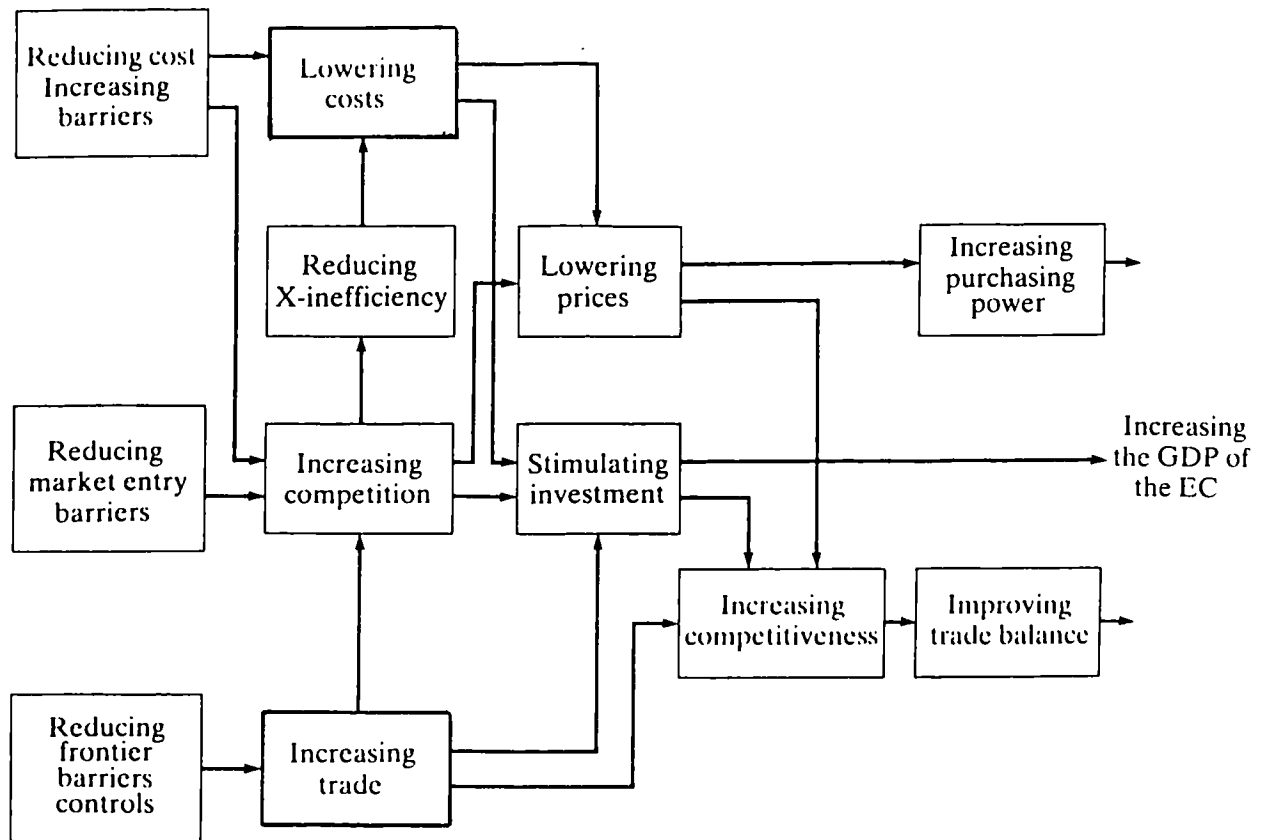 Reducing cost
Increasing
barriers
Lowering
costs
Reducing
X-inefficiency
Lowering
prices
Increasing
purchasing
power
Reducing
market entry
barriers
Increasing
competition
Stimulating
investment
Increasing
the GDP of
the EC
Increasing
competitiveness
Improving
trade balance
Reducing
frontier
barriers
controls
Increasing
trade